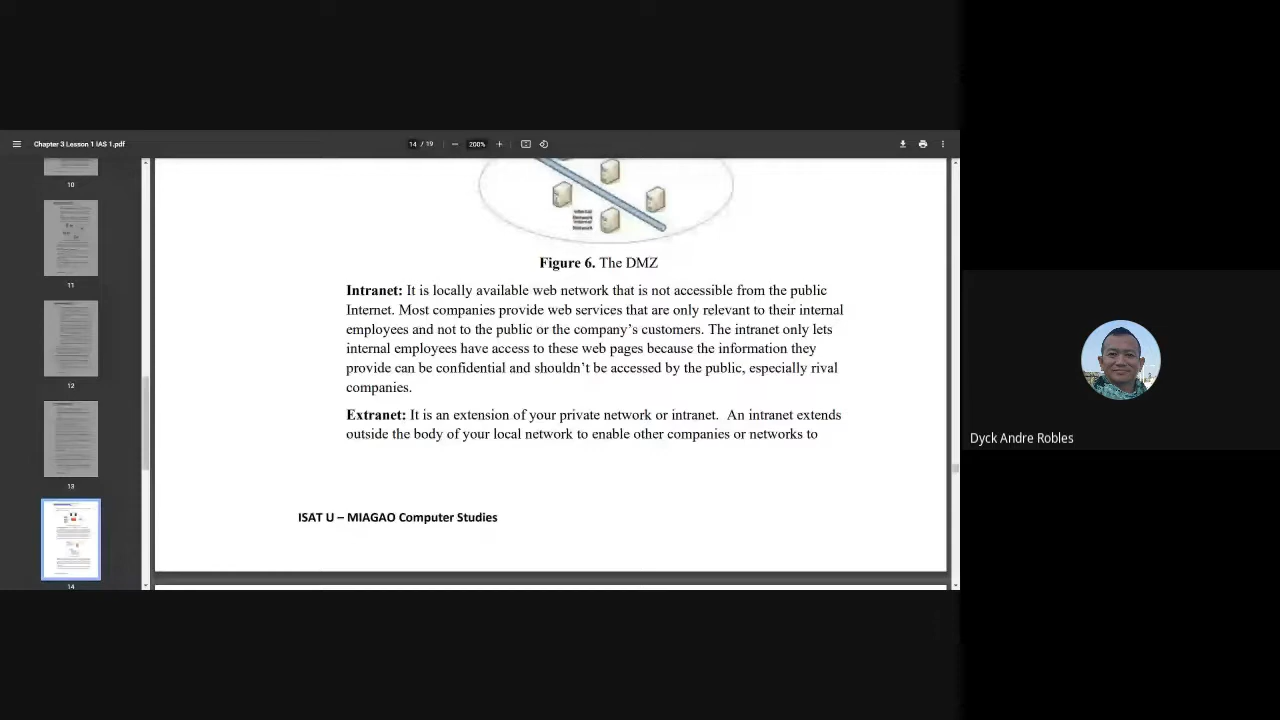 Chapter 3 Lesson 1 IAS 1.pdf
14 / 19
200%
10
11
12
13
14
Internal
Network
Internal
Network
Figure 6. The DMZ
Intranet: It is locally available web network that is not accessible from the public
Internet. Most companies provide web services that are only relevant to their internal
employees and not to the public or the company’s customers. The intranet only lets
internal employees have access to these web pages because the information they
provide can be confidential and shouldn’t be accessed by the public, especially rival
companies.
Extranet: It is an extension of your private network or intranet.  An intranet extends
outside the body of your local network to enable other companies or networks to
ISAT U – MIAGAO Computer Studies
Dyck Andre Robles